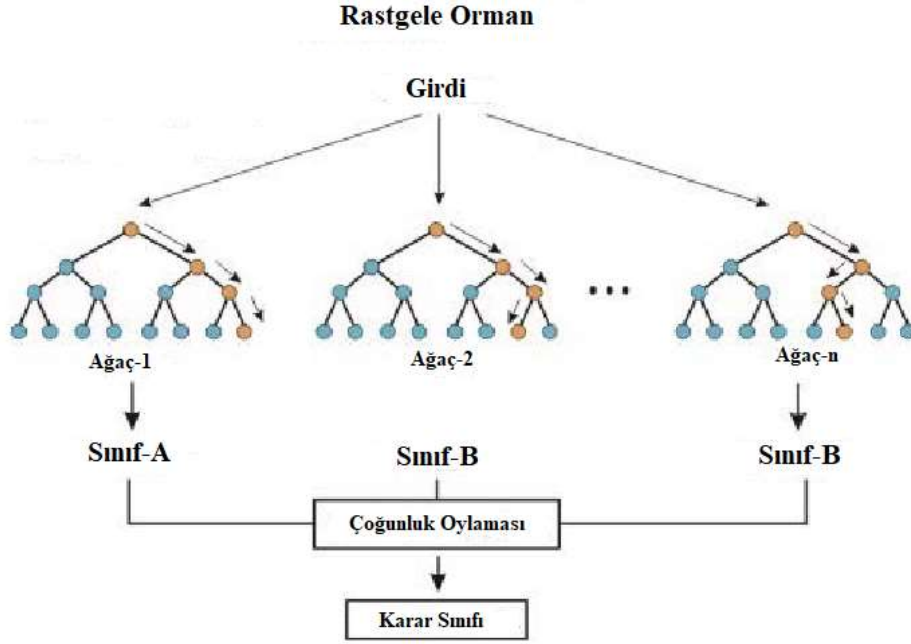 Rastgele Orman
Girdi
Ağaç-1
Ağaç-2
Ağaç-n
Sınıf-A
Sınıf-B
Sınıf-B
Çoğunluk Oylaması
Karar Sınıfı